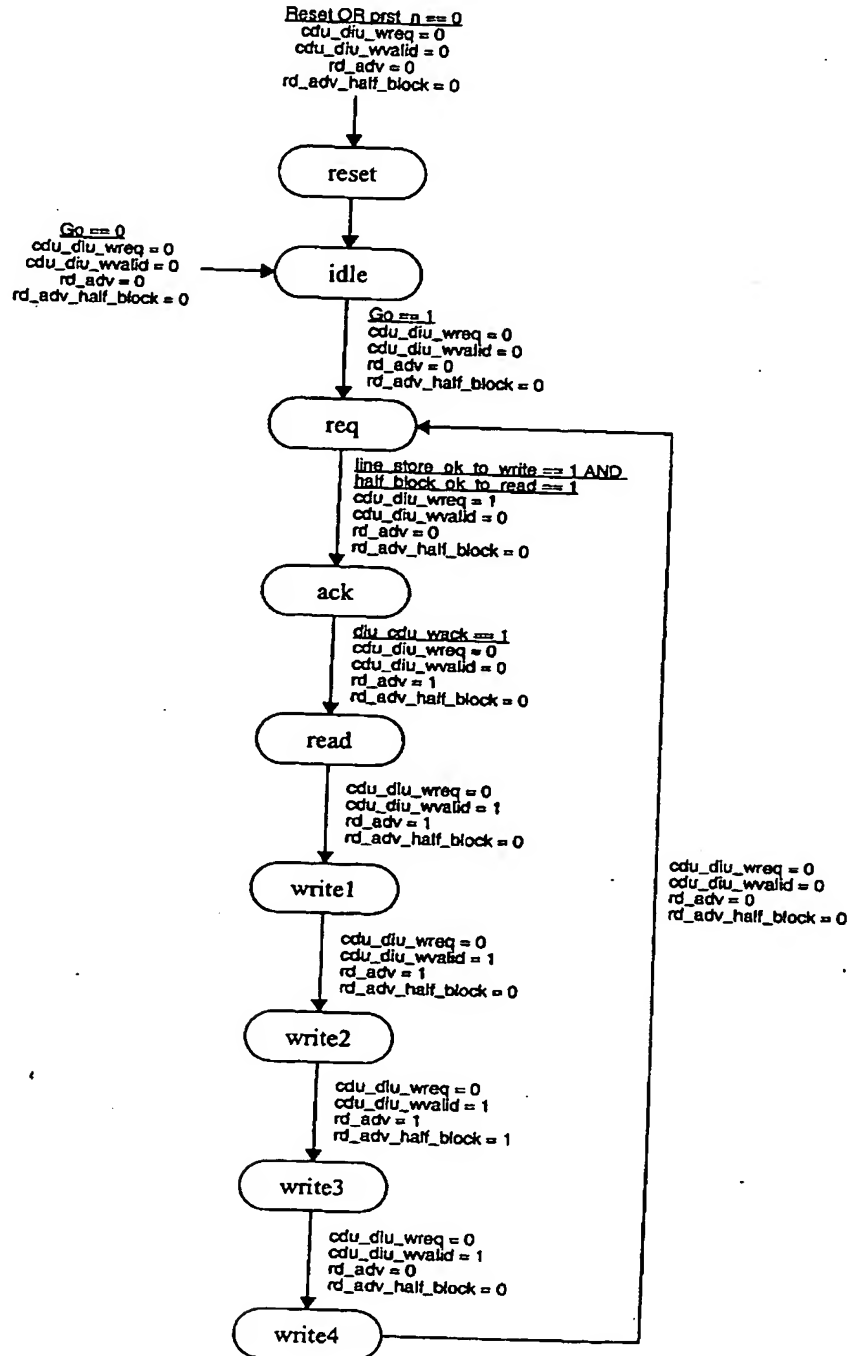 Reset OR prst_n == 0
cdu_diu_wreq = 0
cdu_diu_wvalid = 0
rd_adv = 0
rd_adv_half_block = 0
reset
Go == 0
cdu_diu_wreq = 0
cdu_diu_wvalid = 0
rd_adv = 0
rd_adv_half_block = 0
idle
Go == 1
cdu_diu_wreq = 0
cdu_diu_wvalid = 0
rd_adv = 0
rd_adv_half_block = 0
req
line_store_ok_to_write == 1 AND
half_block_ok_to_read == 1
cdu_diu_wreq = 1
cdu_diu_wvalid = 0
rd_adv = 0
rd_adv_half_block = 0
ack
diu_cdu_wack == 1
cdu_diu_wreq = 0
cdu_diu_wvalid = 0
rd_adv = 1
rd_adv_half_block = 0
read
cdu_diu_wreq = 0
cdu_diu_wvalid = 1
rd_adv = 1
rd_adv_half_block = 0
write1
cdu_diu_wreq = 0
cdu_diu_wvalid = 0
rd_adv = 0
rd_adv_half_block = 0
cdu_diu_wreq = 0
cdu_diu_wvalid = 1
rd_adv = 1
rd_adv_half_block = 0
write2
cdu_diu_wreq = 0
cdu_diu_wvalid = 1
rd_adv = 1
rd_adv_half_block = 1
write3
cdu_diu_wreq = 0
cdu_diu_wvalid = 1
rd_adv = 0
rd_adv_half_block = 0
write4